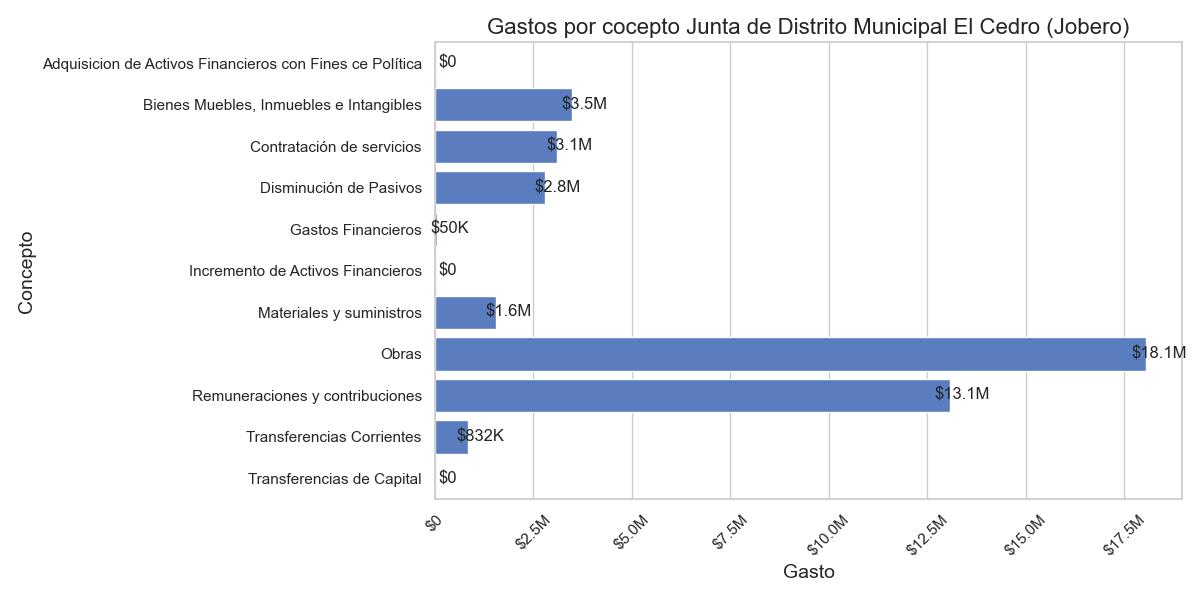 Gastos por cocepto Junta de Distrito Municipal El Cedro (Jobero)
Concepto
Adquisicion de Activos Financieros con Fines ce Política $0
Bienes Muebles, Inmuebles e Intangibles $3.5M
Contratación de servicios $3.1M
Disminución de Pasivos $2.8M
Gastos Financieros $50K
Incremento de Activos Financieros $0
Materiales y suministros $1.6M
Obras $18.1M
Remuneraciones y contribuciones $13.1M
Transferencias Corrientes $832K
Transferencias de Capital $0
$0 $2.5M $5.0M $7.5M $10.0M $12.5M $15.0M $17.5M
Gasto